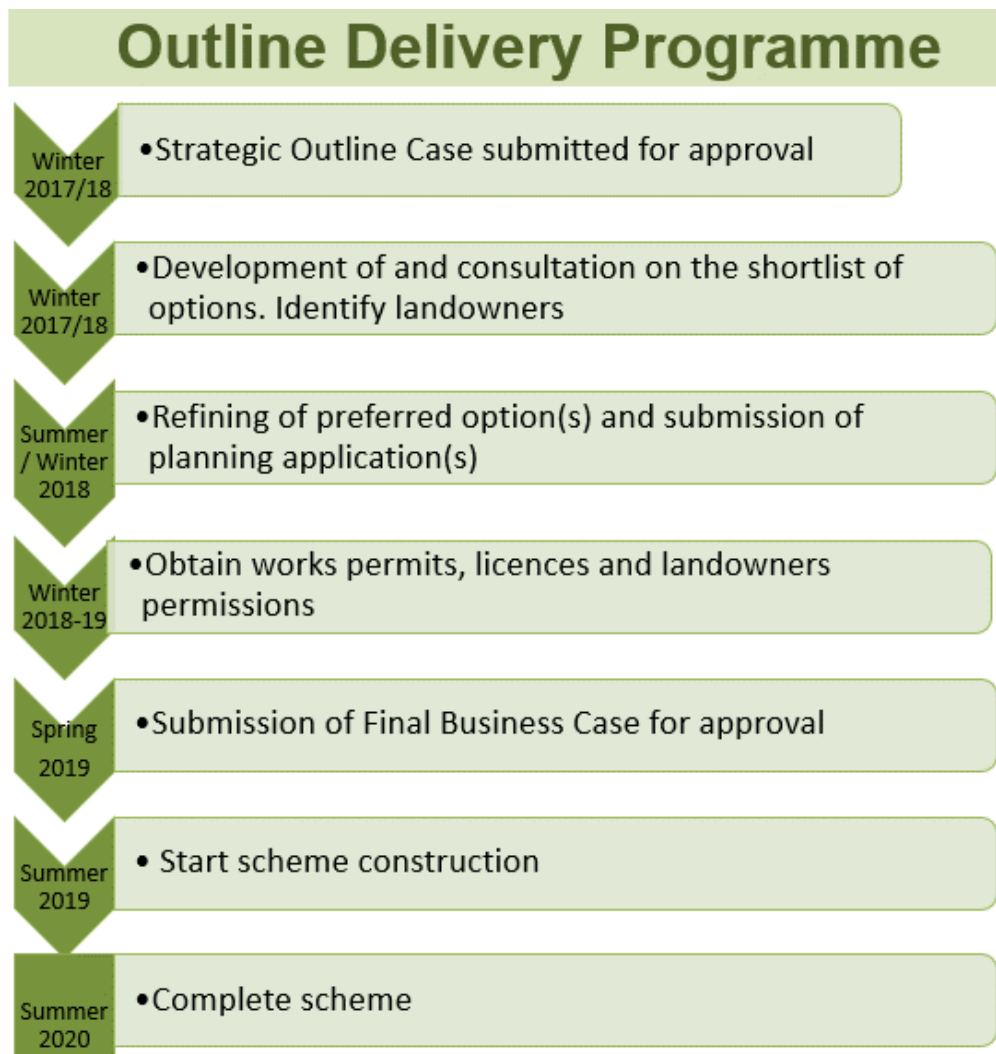 Outline Delivery Programme
Winter
2017/18
•Strategic Outline Case submitted for approval
Winter
2017/18
•Development of and consultation on the shortlist of
options. Identify landowners
Summer
/ Winter
2018
•Refining of preferred option(s) and submission of
planning application(s)
Winter
2018-19
•Obtain works permits, licences and landowners
permissions
Spring
2019
•Submission of Final Business Case for approval
Summer
2019
• Start scheme construction
Summer
2020
•Complete scheme